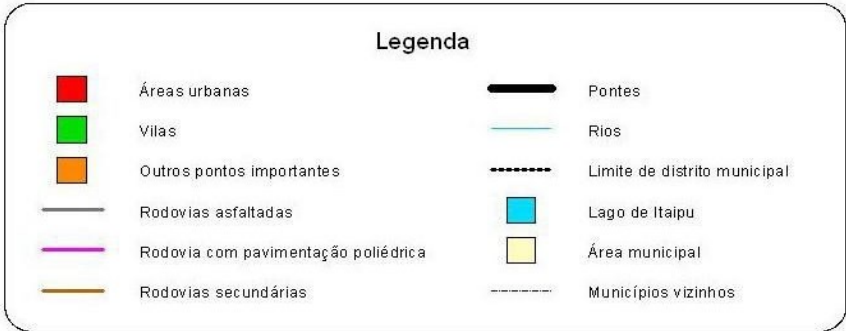 Legenda
Áreas urbanas
Vilas
Outros pontos importantes
Rodovias asfaltadas
Rodovia com pavimentação poliédrica
Rodovias secundárias
Pontes
Rios
Limite de distrito municipal
Lago de Itaipu
Área municipal
Municípios vizinhos